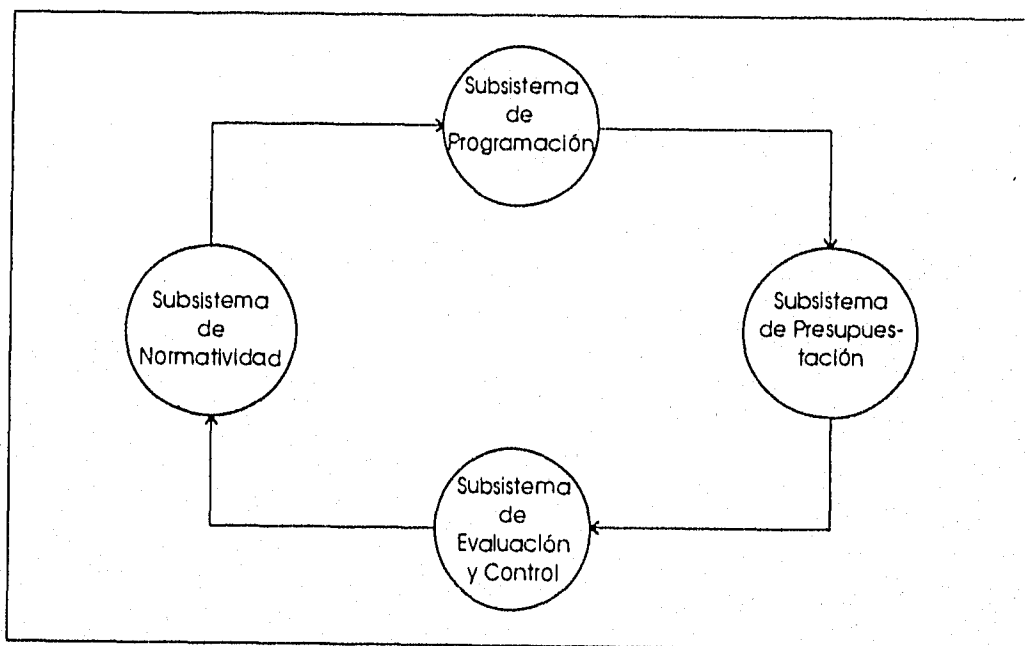 Subsistema
de
Programación
Subsistema
de
Normatividad
Subsistema
de Presupues-
tación
Subsistema
de
Evaluación
y Control